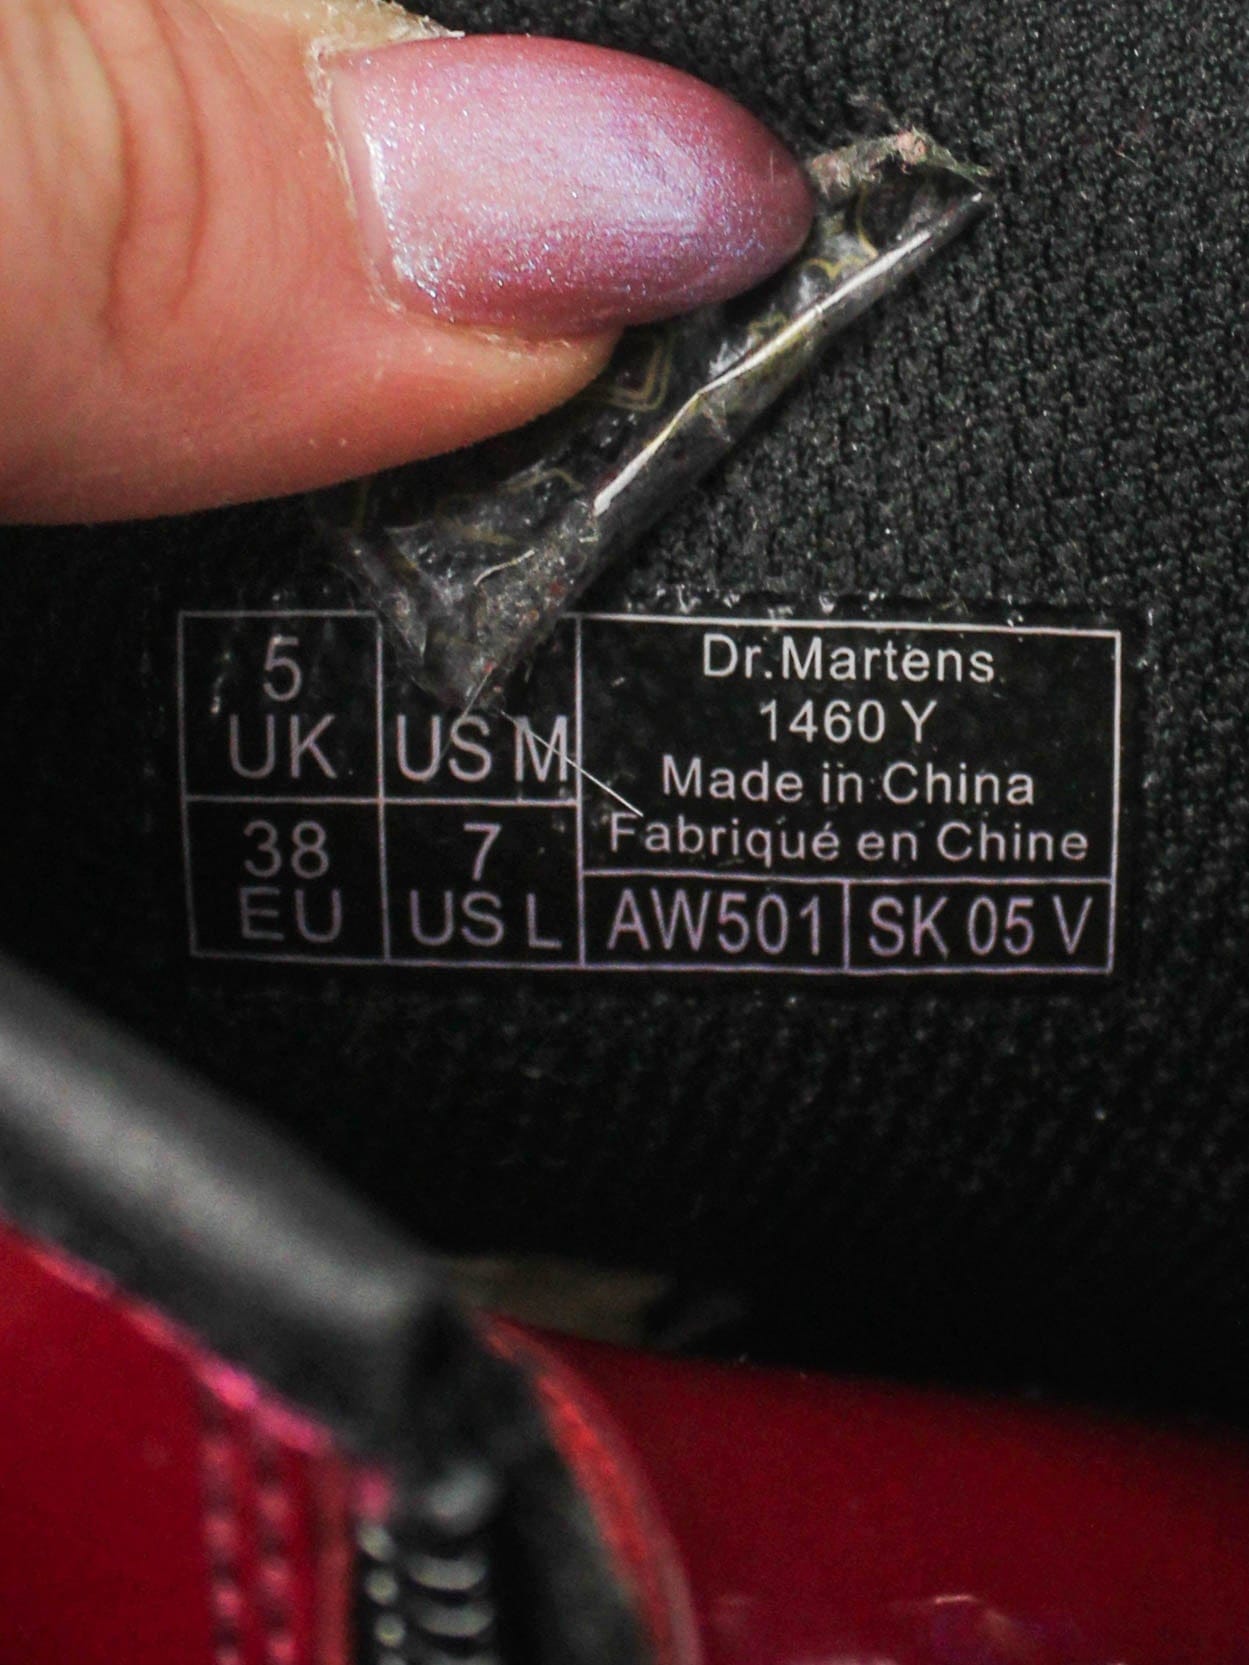 5
UK
US M
38
EU
7
US L
Dr.Martens
1460 Y
Made in China
Fabriqué en Chine
AW501
SK 05 V